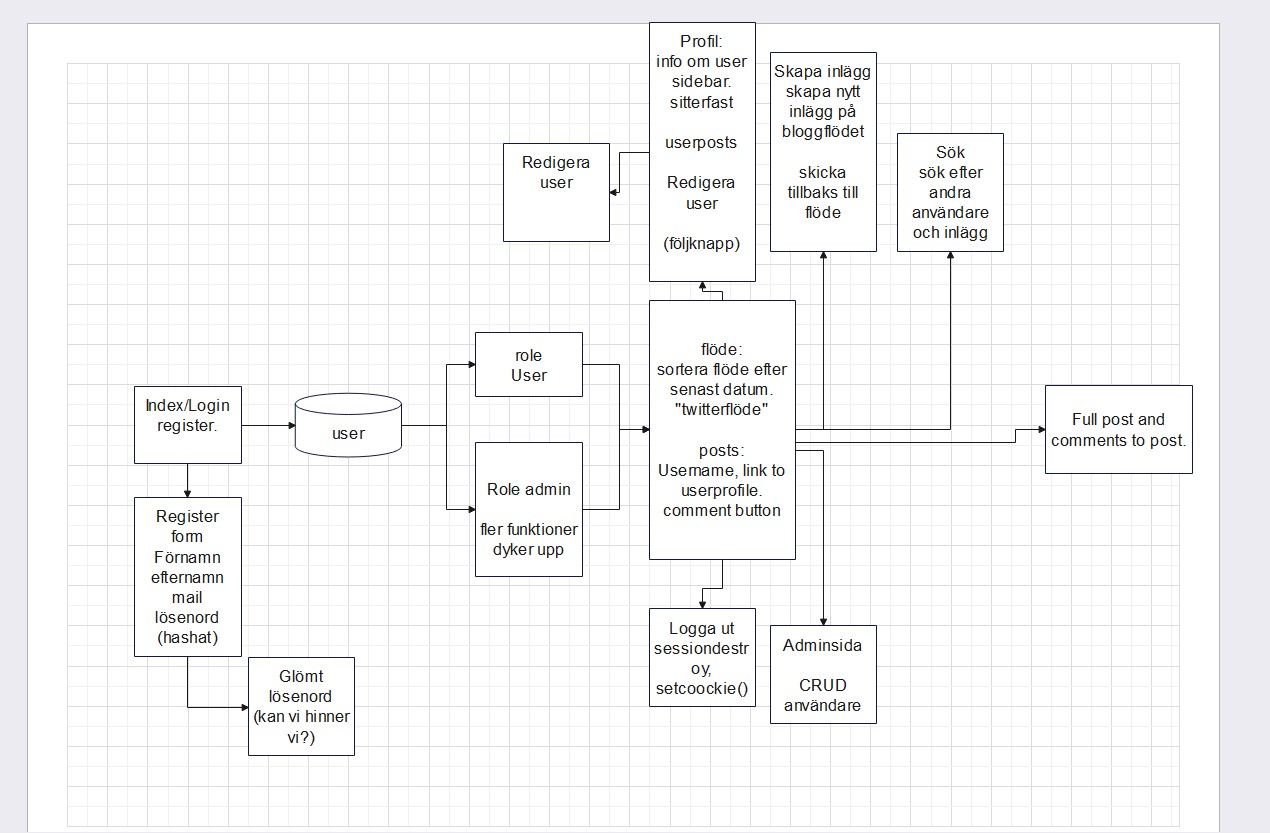 Profil:
info om user
sidebar.
sitterfast
userposts
Redigera
user
(följknapp)
Skapa inlägg
skapa nytt
inlägg på
bloggflödet
skicka
tillbaks till
flöde
Sök
sök efter
andra
användare
och inlägg
Redigera
user
role
User
flöde:
sortera flöde efter
senast datum.
"twitterflöde"
posts:
Username, link to
userprofile.
comment button
Index/Login
register.
user
Full post and
comments to post.
Role admin
fler funktioner
dyker upp
Register
form
Förnamn
efternamn
mail
lösenord
(hashat)
Glömt
lösenord
(kan vi hinner
vi?)
Logga ut
sessiondestr
oy,
setcoockie()
Adminsida
CRUD
användare